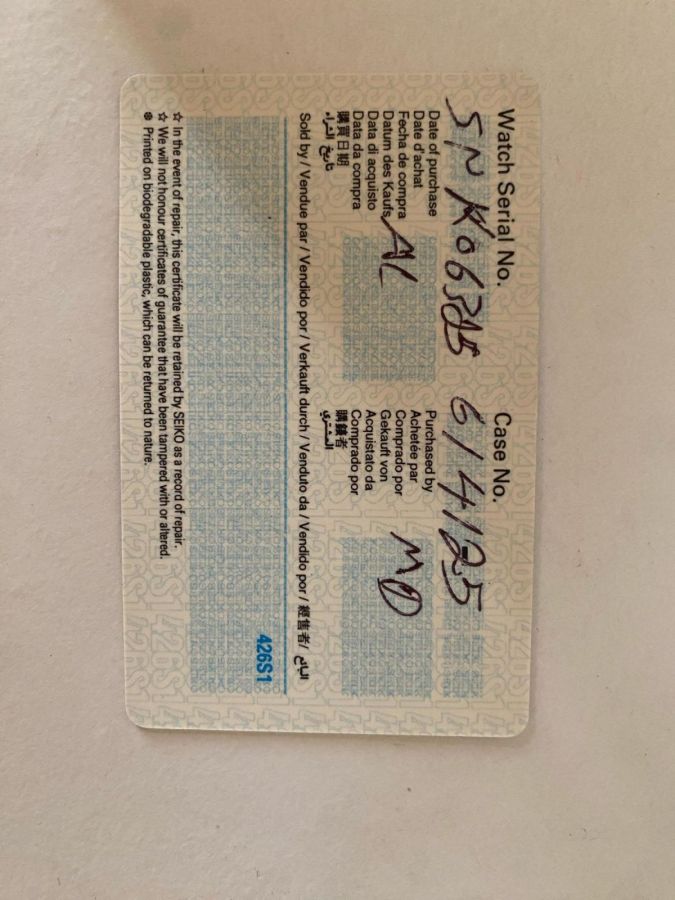 Watch Serial No. Case No.
SN K06325 6/4/25
Date of purchase
Date d'achat
Fecha de compra
Datum des Kaufs
Data di acquisto
Data da compra
購買日期
تاريخ الشراء
AL
Purchased by
Achetée par
Comprado por
Gekauft von
Acquistato da
Comprado por
購錶者
المشتري
MD
Sold by / Vendue par / Vendido por / Verkauft durch / Venduto da / Vendido por / 經售者/ البائع
426S1
☆ In the event of repair, this certificate will be retained by SEIKO as a record of repair.
☆ We will not honour certificates of guarantee that have been tampered with or altered.
❄ Printed on biodegradable plastic, which can be returned to nature.